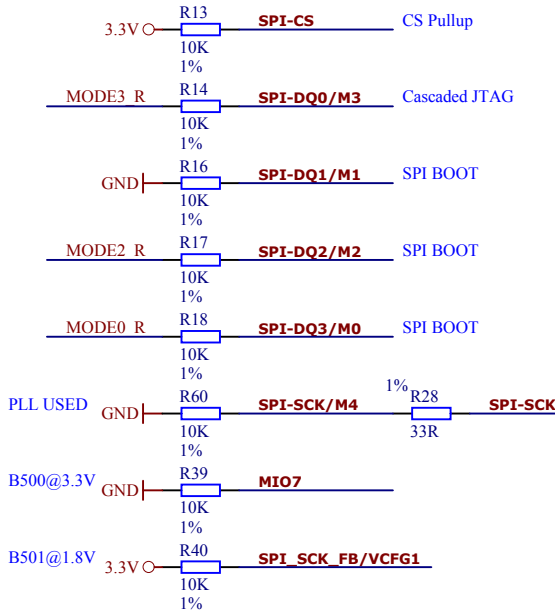 R13
3.3V
SPI-CS
CS Pullup
10K
1%
MODE3_R
R14
SPI-DQ0/M3
Cascaded JTAG
10K
1%
GND
R16
SPI-DQ1/M1
SPI BOOT
10K
1%
MODE2_R
R17
SPI-DQ2/M2
SPI BOOT
10K
1%
MODE0_R
R18
SPI-DQ3/M0
SPI BOOT
10K
1%
PLL USED
GND
R60
SPI-SCK/M4
1%
R28
SPI-SCK
10K
33R
1%
B500@3.3V
GND
R39
MIO7
10K
1%
B501@1.8V
3.3V
R40
SPI_SCK_FB/VCFG1
10K
1%